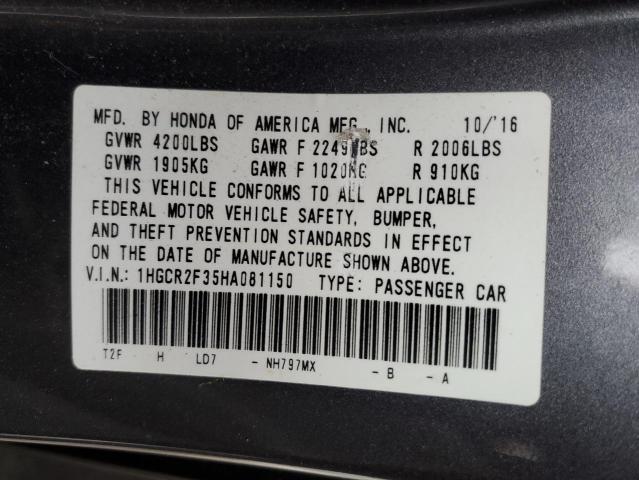 MFD. BY HONDA OF AMERICA MFG., INC. 10/'16
GVWR 4200LBS GAWR F 2249LBS R 2006LBS
GVWR 1905KG GAWR F 1020KG R 910KG
THIS VEHICLE CONFORMS TO ALL APPLICABLE
FEDERAL MOTOR VEHICLE SAFETY, BUMPER,
AND THEFT PREVENTION STANDARDS IN EFFECT
ON THE DATE OF MANUFACTURE SHOWN ABOVE.
V.I.N.: 1HGCR2F35HA081150 TYPE: PASSENGER CAR
T2F H LD7 - NH797MX - B - A